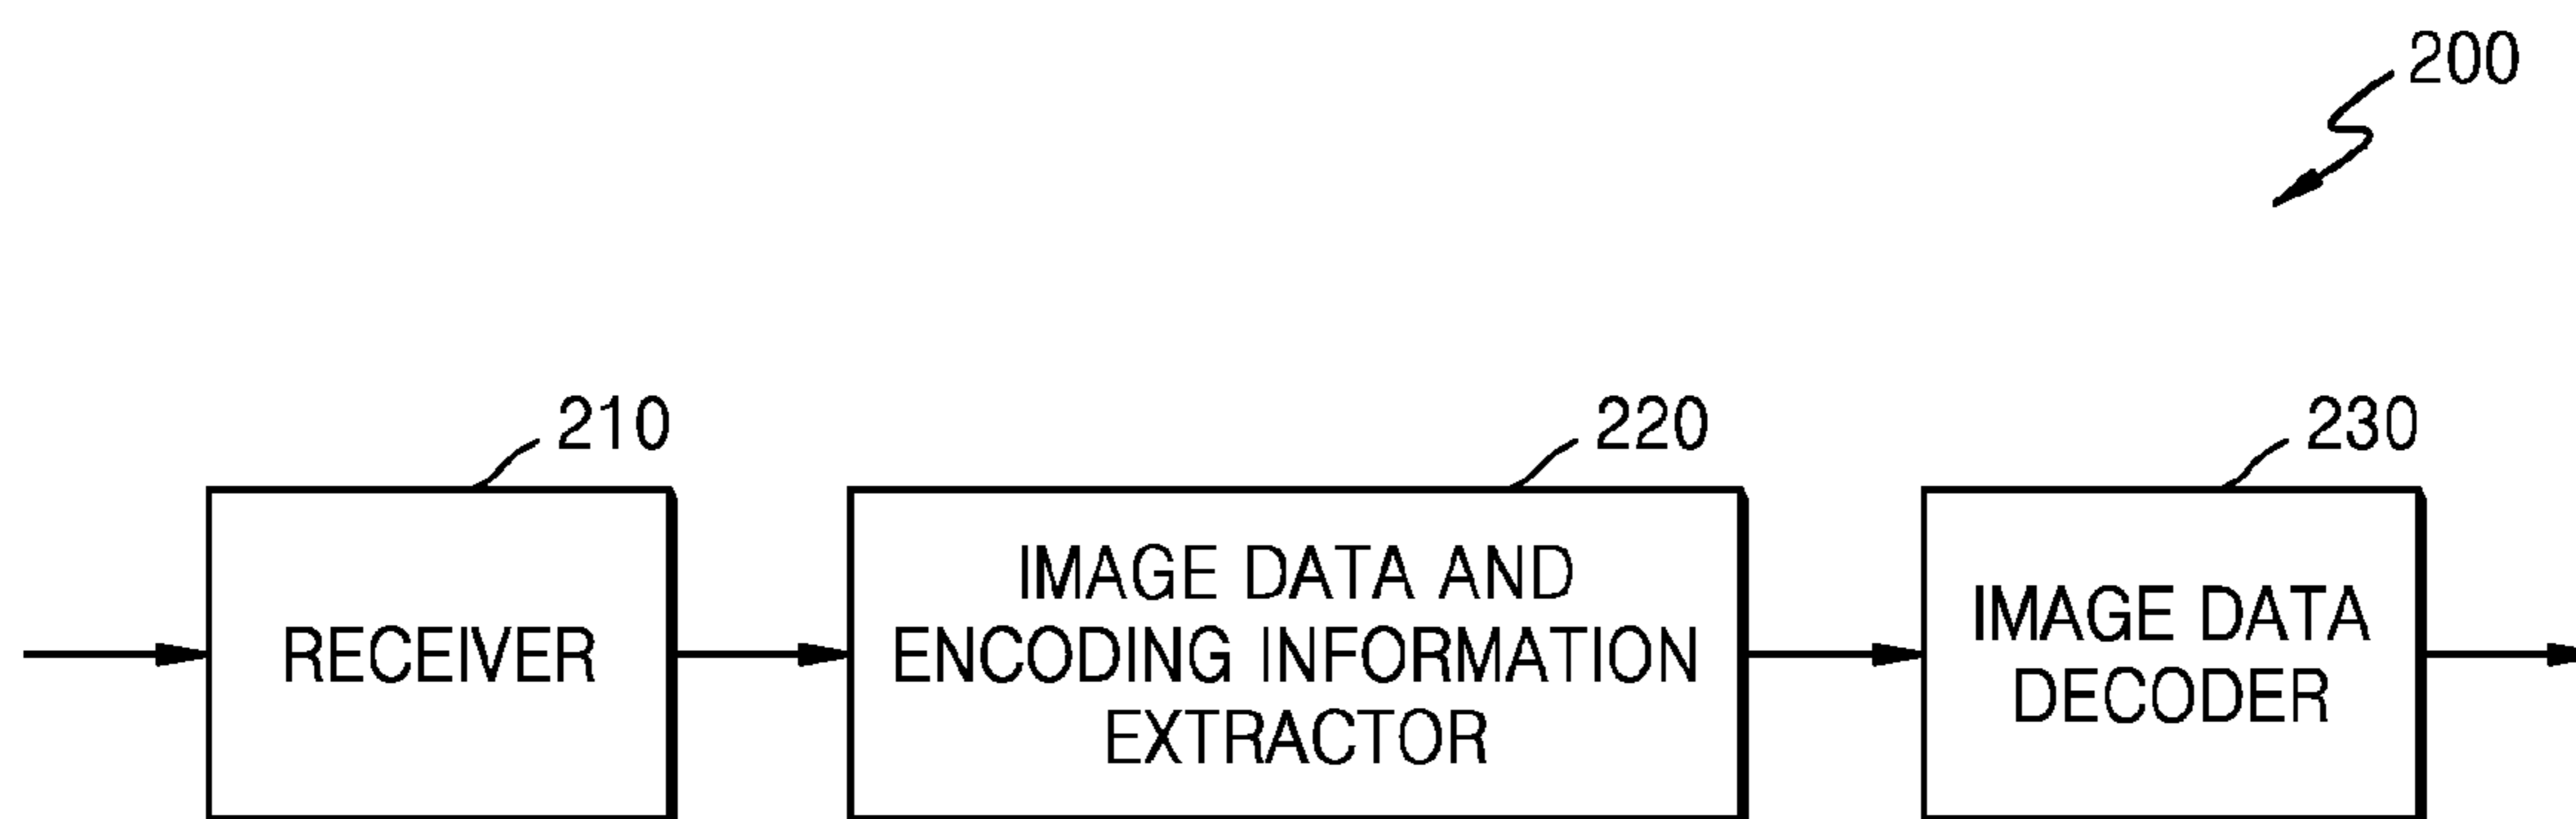 200
210
220
230
RECEIVER
IMAGE DATA AND
ENCODING INFORMATION
EXTRACTOR
IMAGE DATA
DECODER